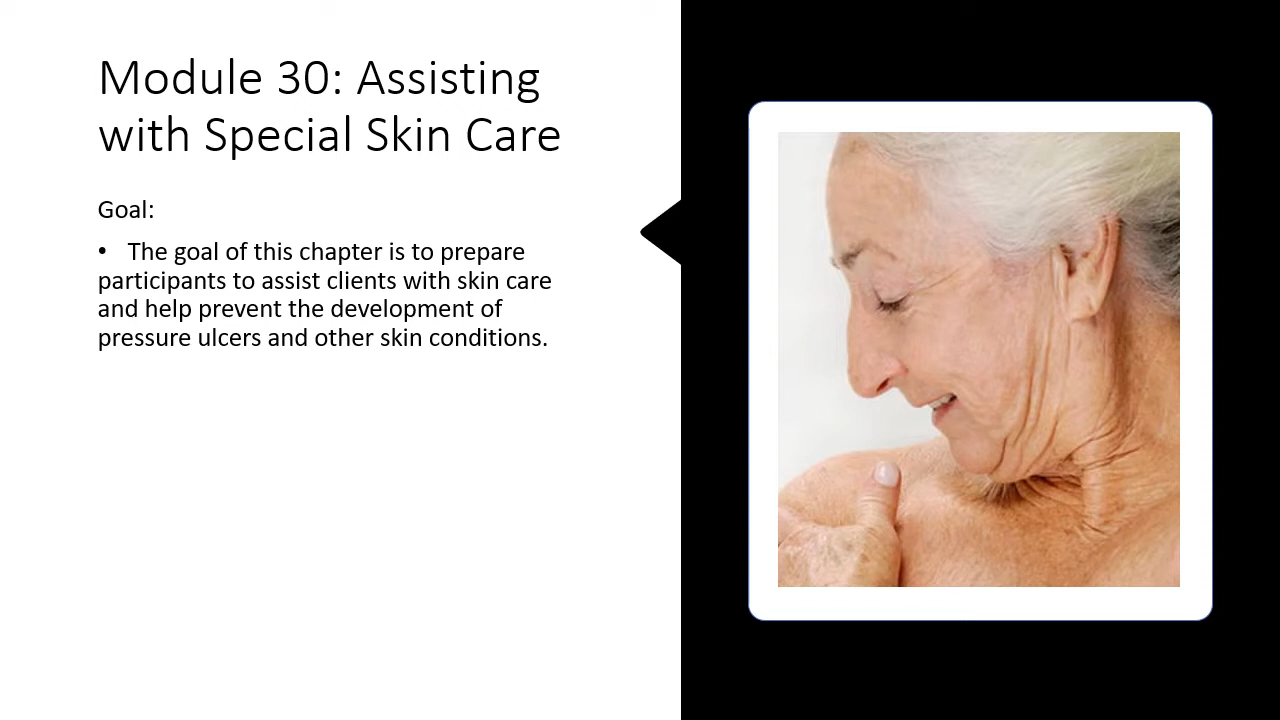 Module 30: Assisting
with Special Skin Care
Goal:
• The goal of this chapter is to prepare
participants to assist clients with skin care
and help prevent the development of
pressure ulcers and other skin conditions.